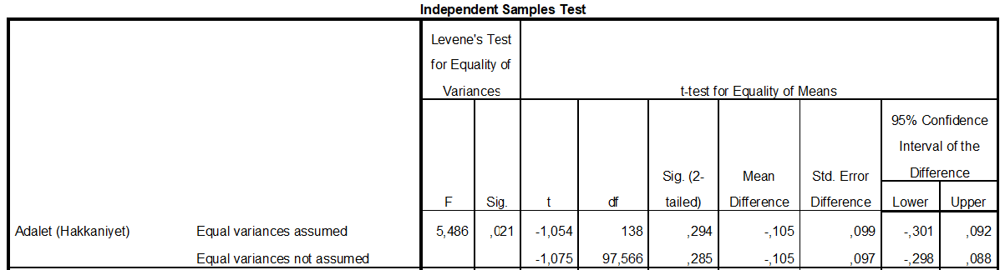 Independent Samples Test
Levene's Test
for Equality of
Variances
t-test for Equality of Means
95% Confidence
Interval of the
Difference
F
Sig.
t
df
Sig. (2-
tailed)
Mean
Difference
Std. Error
Difference
Lower
Upper
Adalet (Hakkaniyet) Equal variances assumed 5,486 ,021 -1,054 138 ,294 -,105 ,099 -,301 ,092
Equal variances not assumed -1,075 97,566 ,285 -,105 ,097 -,298 ,088